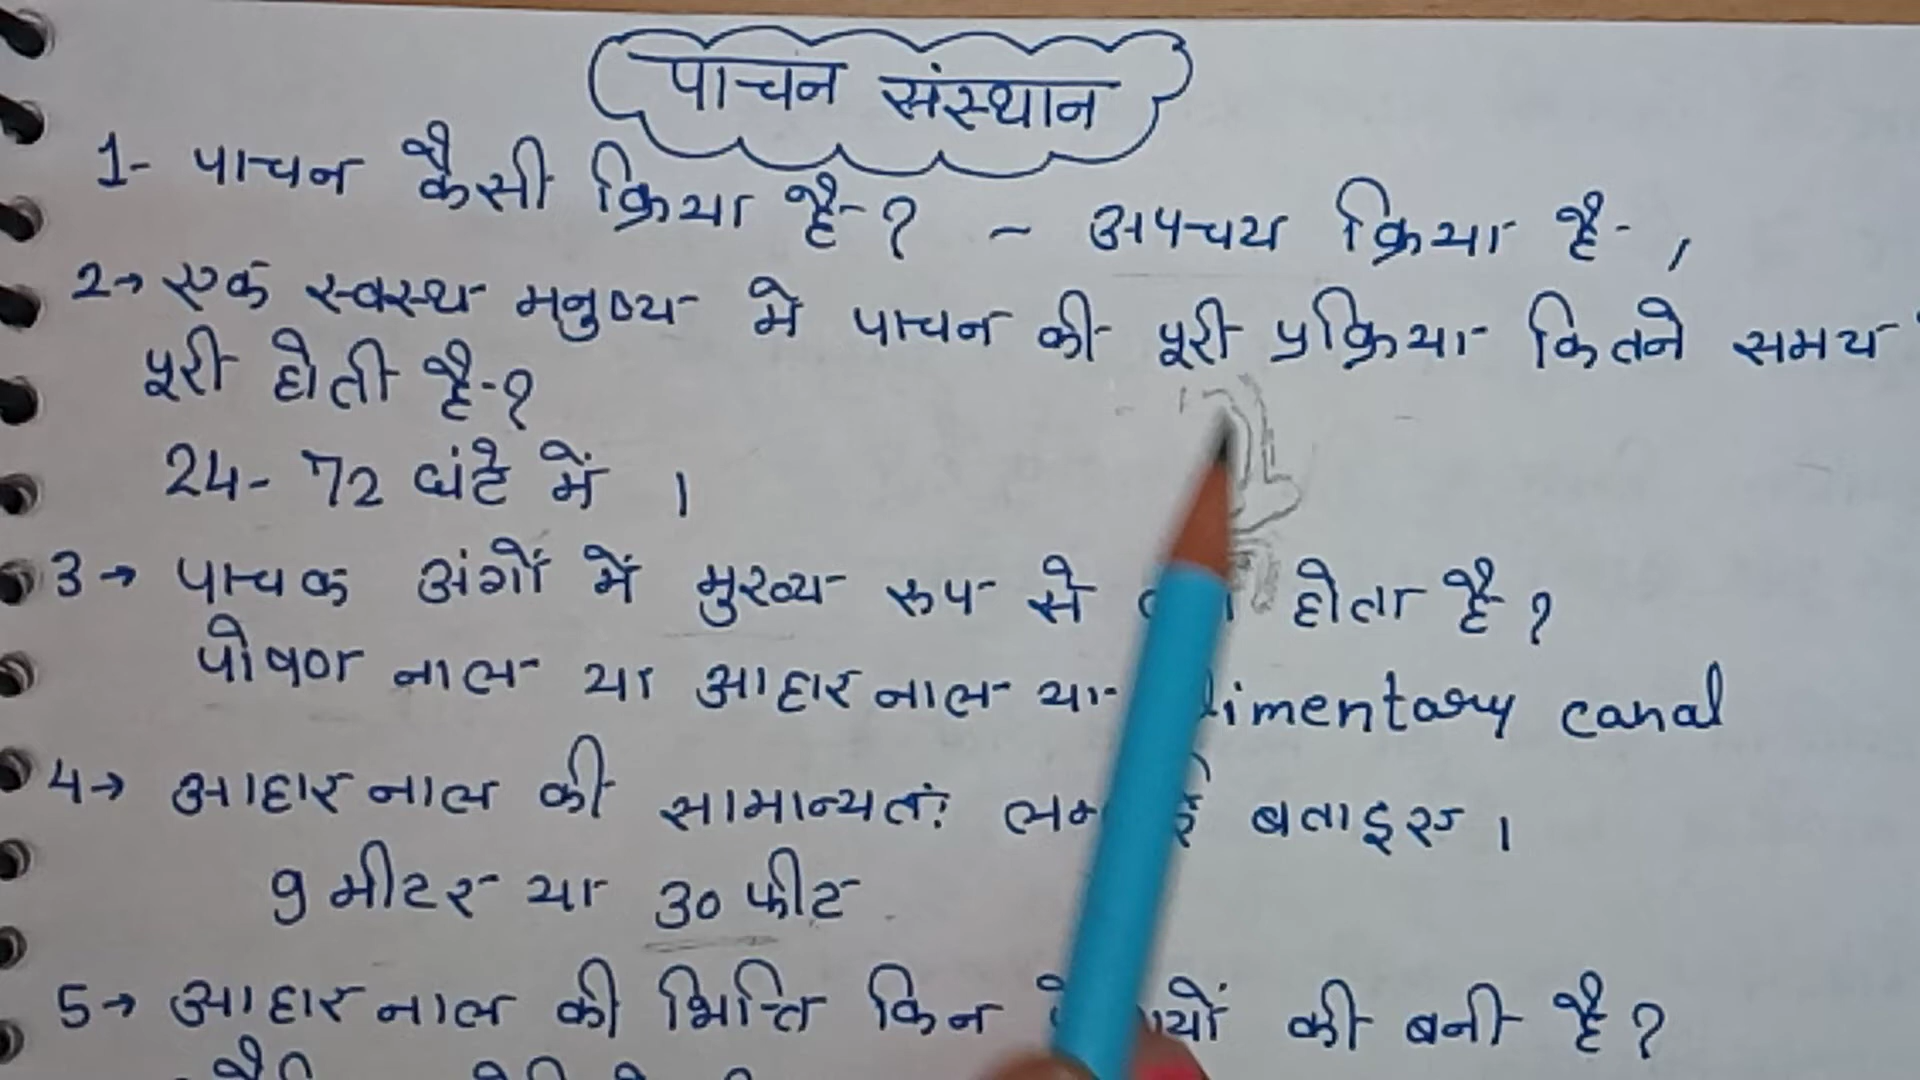 पाचन संस्थान
1- पाचन कैसी क्रिया है ? ~ अपचय क्रिया है ।
2→ एक स्वस्थ मनुष्य मे पाचन की पूरी प्रक्रिया कितने समय
पूरी होती है ?
24- 72 घंटे में ।
3→ पाचक अंगों में मुख्य रूप से होता है ?
पोषण नाल या आहार नाल या canal
4→ आहार नाल की सामान्यतः बताइए ।
9 मीटर या 30 फीट
5→ आहार नाल की भित्ति किन की बनी है ?